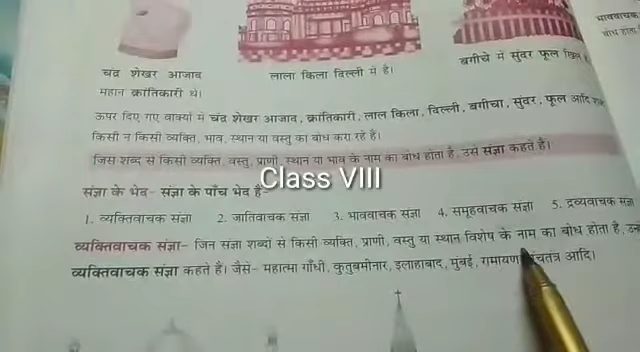 चंद्र शेखर आजाद
महान क्रांतिकारी थे।
लाला किला दिल्ली में है।
बगीचे में सुंदर फूल
भाववाचक
बोध होता
ऊपर दिए गए वाक्यों में चंद्र शेखर आजाद, क्रांतिकारी, लाल किला, दिल्ली, बगीचा, सुंदर, फूल आदि
किसी न किसी व्यक्ति, भाव, स्थान या वस्तु का बोध करा रहे हैं।
जिस शब्द से किसी व्यक्ति, वस्तु, प्राणी, स्थान या भाव के नाम का बोध होता है, उसे संज्ञा कहते हैं।
Class VIII
संज्ञा के भेद- संज्ञा के पाँच भेद हैं-
1. व्यक्तिवाचक संज्ञा 2. जातिवाचक संज्ञा 3. भाववाचक संज्ञा 4. समूहवाचक संज्ञा 5. द्रव्यवाचक
व्यक्तिवाचक संज्ञा- जिन संज्ञा शब्दों से किसी व्यक्ति, प्राणी, वस्तु या स्थान विशेष के नाम का बोध होता है,
व्यक्तिवाचक संज्ञा कहते हैं। जैसे- महात्मा गाँधी, कुतुबमीनार, इलाहाबाद, मुंबई, रामायण आदि।